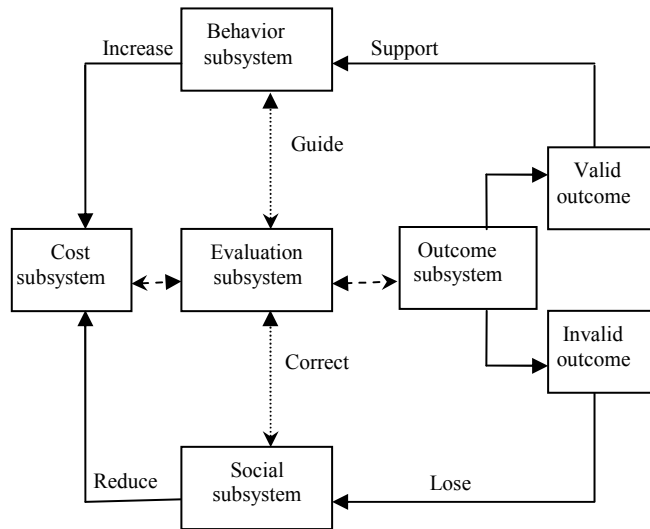 Behavior
subsystem
Increase
Support
Guide
Valid
outcome
Cost
subsystem
Evaluation
subsystem
Outcome
subsystem
Invalid
outcome
Correct
Social
subsystem
Reduce
Lose